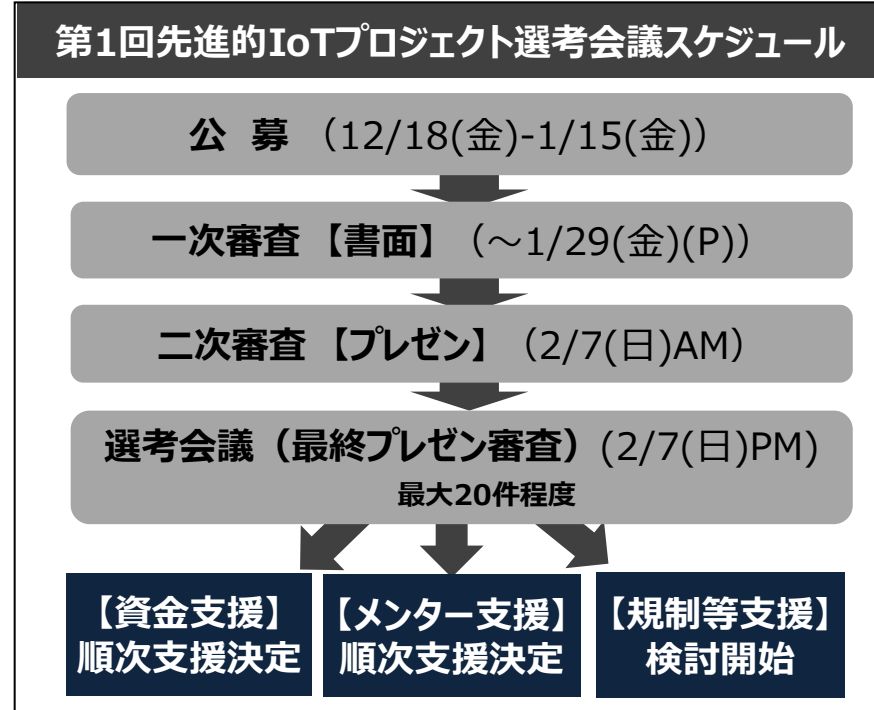 第1回先進的IoTプロジェクト選考会議スケジュール
公 募 （12/18(金)-1/15(金)）
一次審査 【書面】 （～1/29(金)(P)）
二次審査 【プレゼン】 （2/7(日)AM）
選考会議（最終プレゼン審査）(2/7(日)PM)
最大20件程度
【資金支援】
順次支援決定
【メンター支援】
順次支援決定
【規制等支援】
検討開始